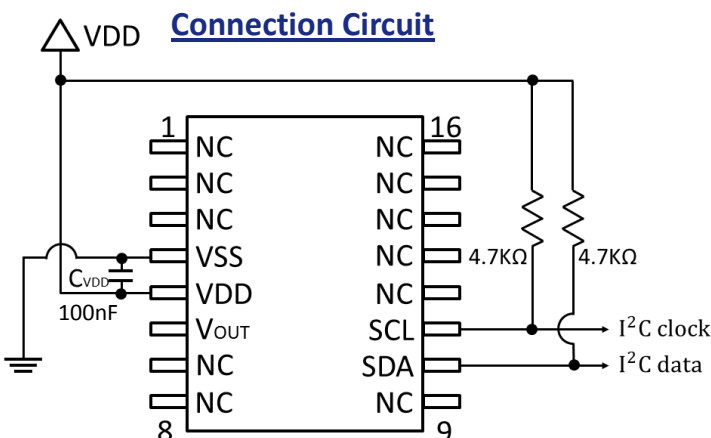 VDD
Connection Circuit
1
16
NC
NC
NC
NC
NC
NC
VSS
NC
4.7KΩ
4.7KΩ
CVDD
VDD
NC
100nF
VOUT
SCL
I²C clock
NC
SDA
I²C data
NC
NC
8
9